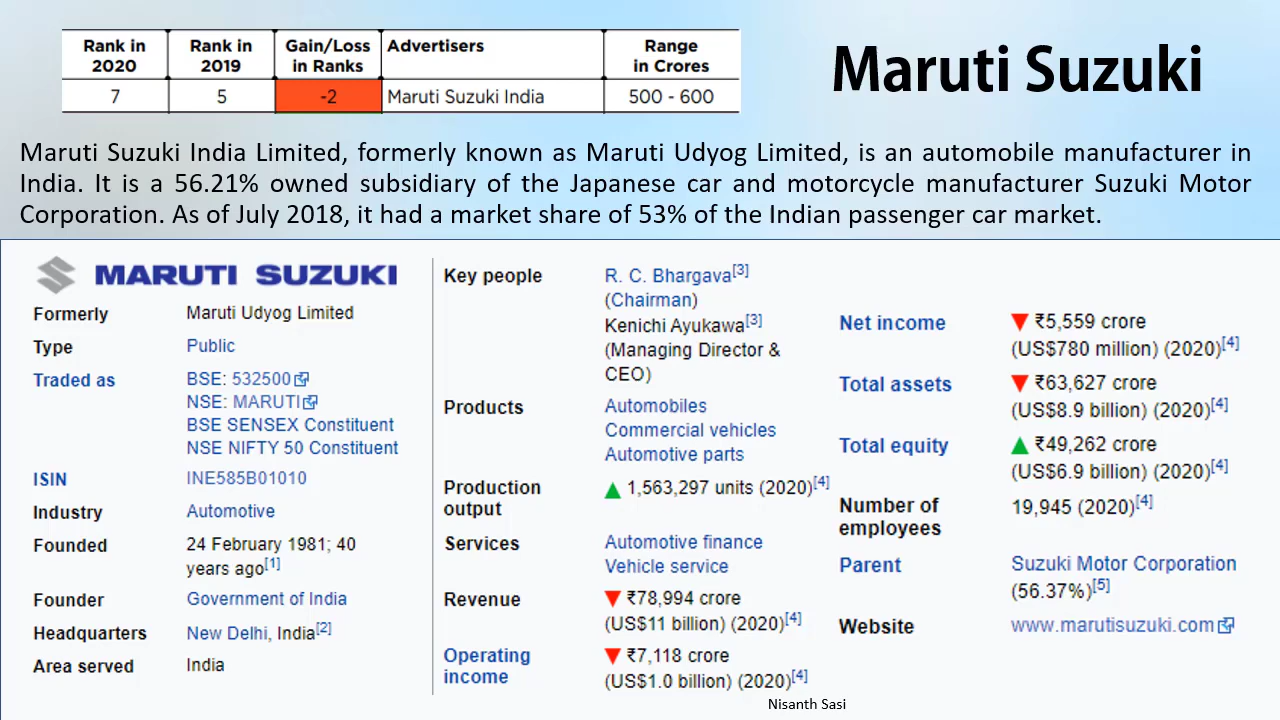 Rank in 2020 Rank in 2019 Gain/Loss in Ranks Advertisers Range in Crores
7 5 -2 Maruti Suzuki India 500 - 600
Maruti Suzuki
Maruti Suzuki India Limited, formerly known as Maruti Udyog Limited, is an automobile manufacturer in
India. It is a 56.21% owned subsidiary of the Japanese car and motorcycle manufacturer Suzuki Motor
Corporation. As of July 2018, it had a market share of 53% of the Indian passenger car market.
MARUTI SUZUKI
Formerly Maruti Udyog Limited
Type Public
Traded as BSE: 532500
NSE: MARUTI
BSE SENSEX Constituent
NSE NIFTY 50 Constituent
ISIN INE585B01010
Industry Automotive
Founded 24 February 1981; 40
years ago[1]
Founder Government of India
Headquarters New Delhi, India[2]
Area served India
Key people R. C. Bhargava[3]
(Chairman)
Kenichi Ayukawa[3]
(Managing Director &
CEO)
Products Automobiles
Commercial vehicles
Automotive parts
Production output ▲ 1,563,297 units (2020)[4]
Services Automotive finance
Vehicle service
Revenue ▼ ₹78,994 crore
(US$11 billion) (2020)[4]
Operating income ▼ ₹7,118 crore
(US$1.0 billion) (2020)[4]
Net income ▼ ₹5,559 crore
(US$780 million) (2020)[4]
Total assets ▼ ₹63,627 crore
(US$8.9 billion) (2020)[4]
Total equity ▲ ₹49,262 crore
(US$6.9 billion) (2020)[4]
Number of employees 19,945 (2020)[4]
Parent Suzuki Motor Corporation
(56.37%)[5]
Website www.marutisuzuki.com
Nisanth Sasi